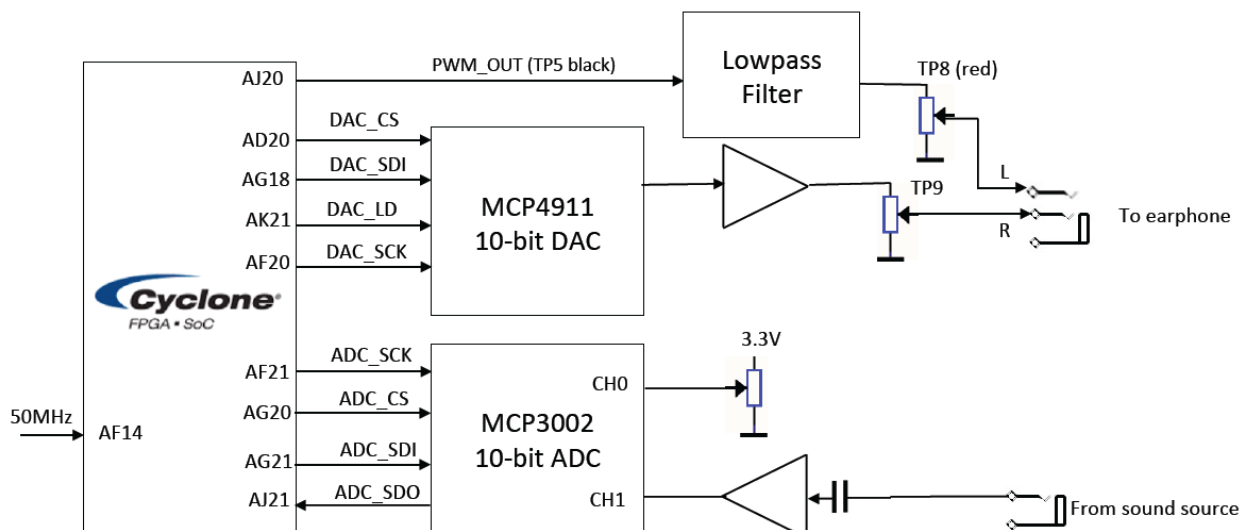 AJ20
PWM_OUT (TP5 black)
Lowpass
Filter
TP8 (red)
AD20
DAC_CS
AG18
DAC_SDI
AK21
DAC_LD
AF20
DAC_SCK
MCP4911
10-bit DAC
TP9
L
R
To earphone
Cyclone®
FPGA • SoC
50MHz
AF14
AF21
ADC_SCK
AG20
ADC_CS
AG21
ADC_SDI
AJ21
ADC_SDO
MCP3002
10-bit ADC
CH0
CH1
3.3V
From sound source